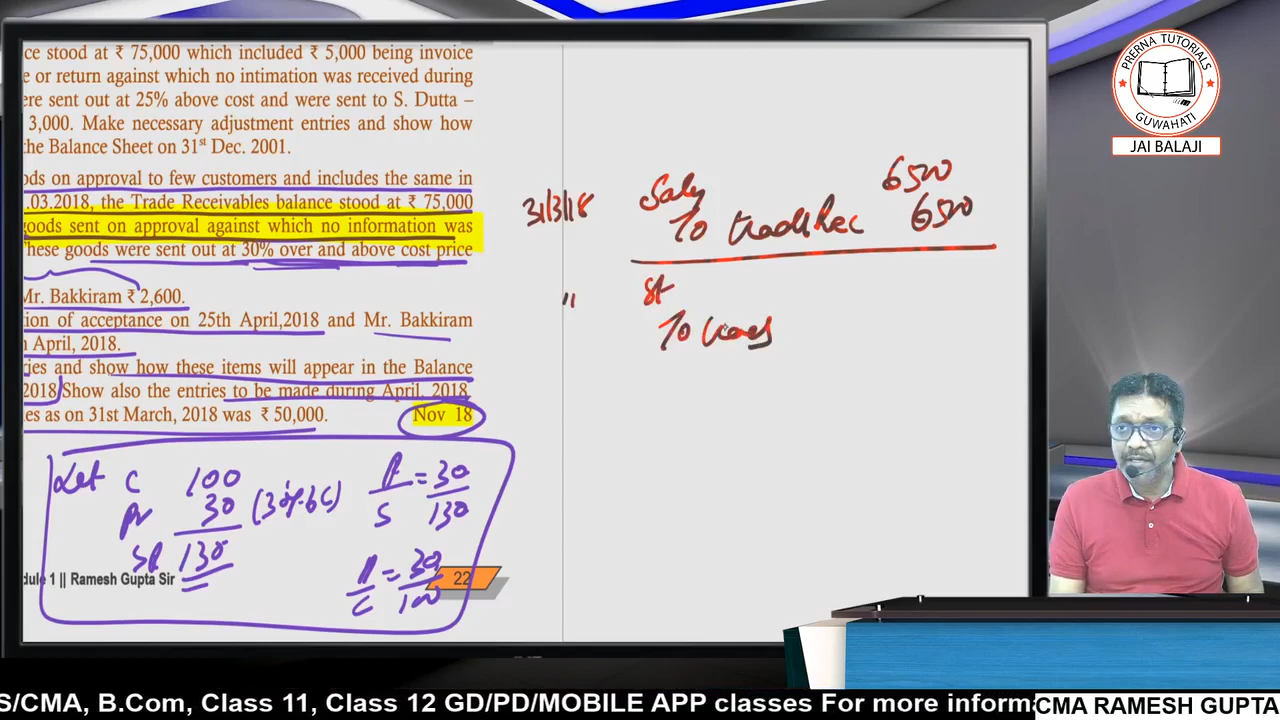 ce stood at ₹ 75,000 which included ₹ 5,000 being invoice
e or return against which no intimation was received during
ere sent out at 25% above cost and were sent to S. Dutta –
3,000. Make necessary adjustment entries and show how
the Balance Sheet on 31st Dec. 2001.
ods on approval to few customers and includes the same in
.03.2018, the Trade Receivables balance stood at ₹ 75,000
goods sent on approval against which no information was
These goods were sent out at 30% over and above cost price
Mr. Bakkiram ₹ 2,600.
tion of acceptance on 25th April,2018 and Mr. Bakkiram
h April, 2018.
ries and show how these items will appear in the Balance
2018 Show also the entries to be made during April, 2018.
es as on 31st March, 2018 was ₹ 50,000. Nov 18
Let C 100
Pr 30 (30% of C)
SP 130
P/S = 30/130
P/C = 30/100
dule 1 || Ramesh Gupta Sir
22
31/3/18 Sales 6500
To Trade Rec 6500
" St
To
PRERNA TUTORIALS
GUWAHATI
JAI BALAJI
S/CMA, B.Com, Class 11, Class 12 GD/PD/MOBILE APP classes For more informa
CMA RAMESH GUPTA